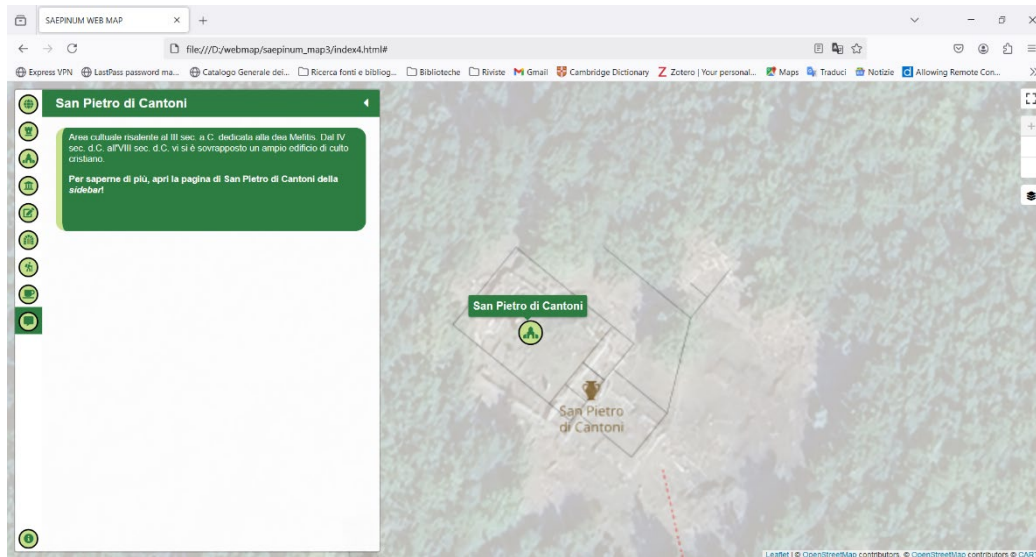 SAEPINUM WEB MAP
file:///D:/webmap/saepinum_map3/index4.html#
Express VPN LastPass password ma... Catalogo Generale dei... Ricerca fonti e bibliog... Biblioteche Riviste Gmail Cambridge Dictionary Zotero | Your personal... Maps Traduci Notizie Allowing Remote Con...
San Pietro di Cantoni
Area cultuale risalente al III sec. a C. dedicata alla dea Mefitis. Dal IV
sec. d.C. all'VIII sec. d.C. vi si è sovrapposto un ampio edificio di culto
cristiano.
Per saperne di più, apri la pagina di San Pietro di Cantoni della
sidebar!
San Pietro di Cantoni
San Pietro
di Cantoni
Leaflet | © OpenStreetMap contributors, © OpenStreetMap contributors © CAR